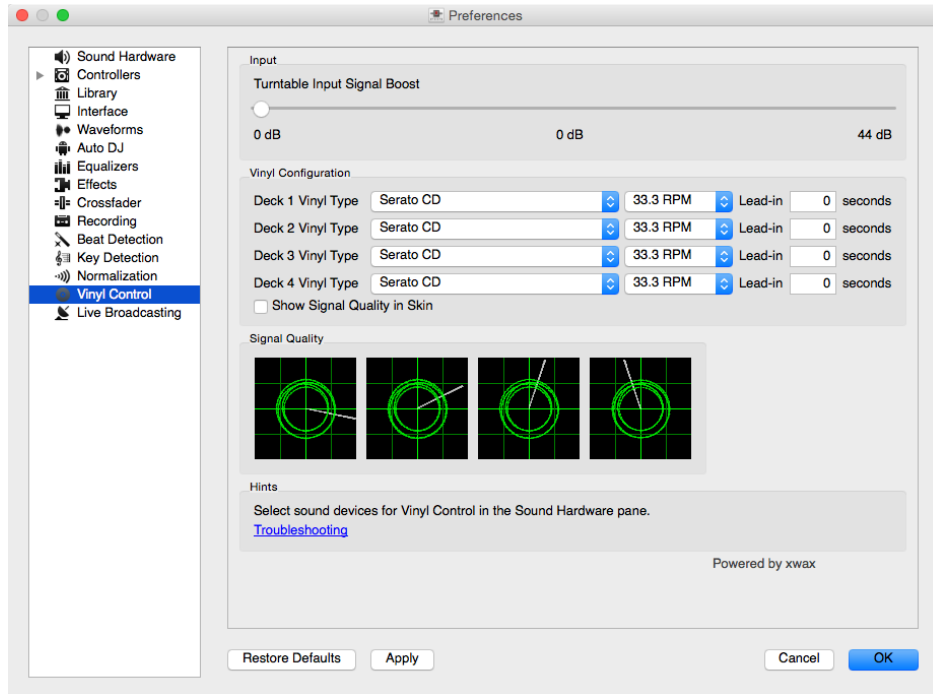 Preferences
Sound Hardware
Controllers
Library
Interface
Waveforms
Auto DJ
Equalizers
Effects
Crossfader
Recording
Beat Detection
Key Detection
Normalization
Vinyl Control
Live Broadcasting
Input
Turntable Input Signal Boost
0 dB 0 dB 44 dB
Vinyl Configuration
Deck 1 Vinyl Type Serato CD 33.3 RPM Lead-in 0 seconds
Deck 2 Vinyl Type Serato CD 33.3 RPM Lead-in 0 seconds
Deck 3 Vinyl Type Serato CD 33.3 RPM Lead-in 0 seconds
Deck 4 Vinyl Type Serato CD 33.3 RPM Lead-in 0 seconds
Show Signal Quality in Skin
Signal Quality
Hints
Select sound devices for Vinyl Control in the Sound Hardware pane.
Troubleshooting
Powered by xwax
Restore Defaults Apply Cancel OK